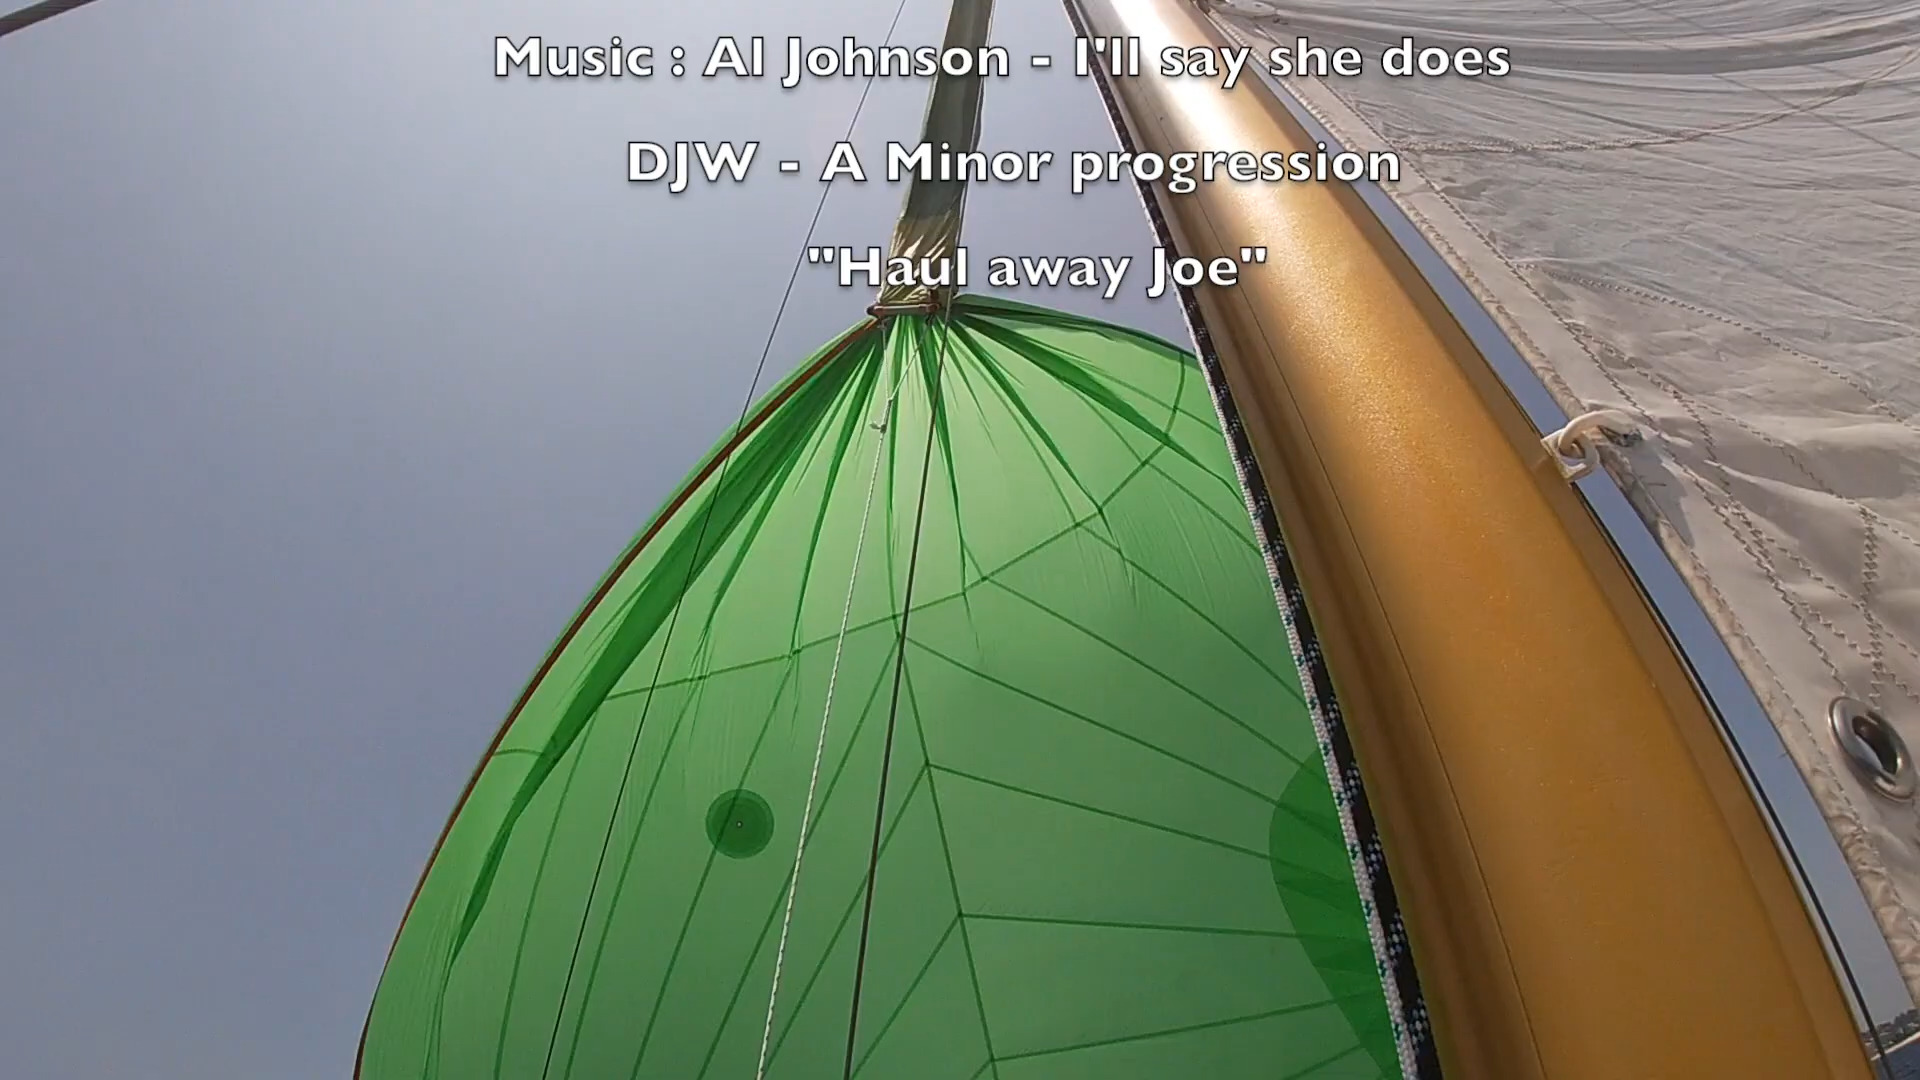 Music : Al Johnson - I'll say she does
DJW - A Minor progression
"Haul away Joe"